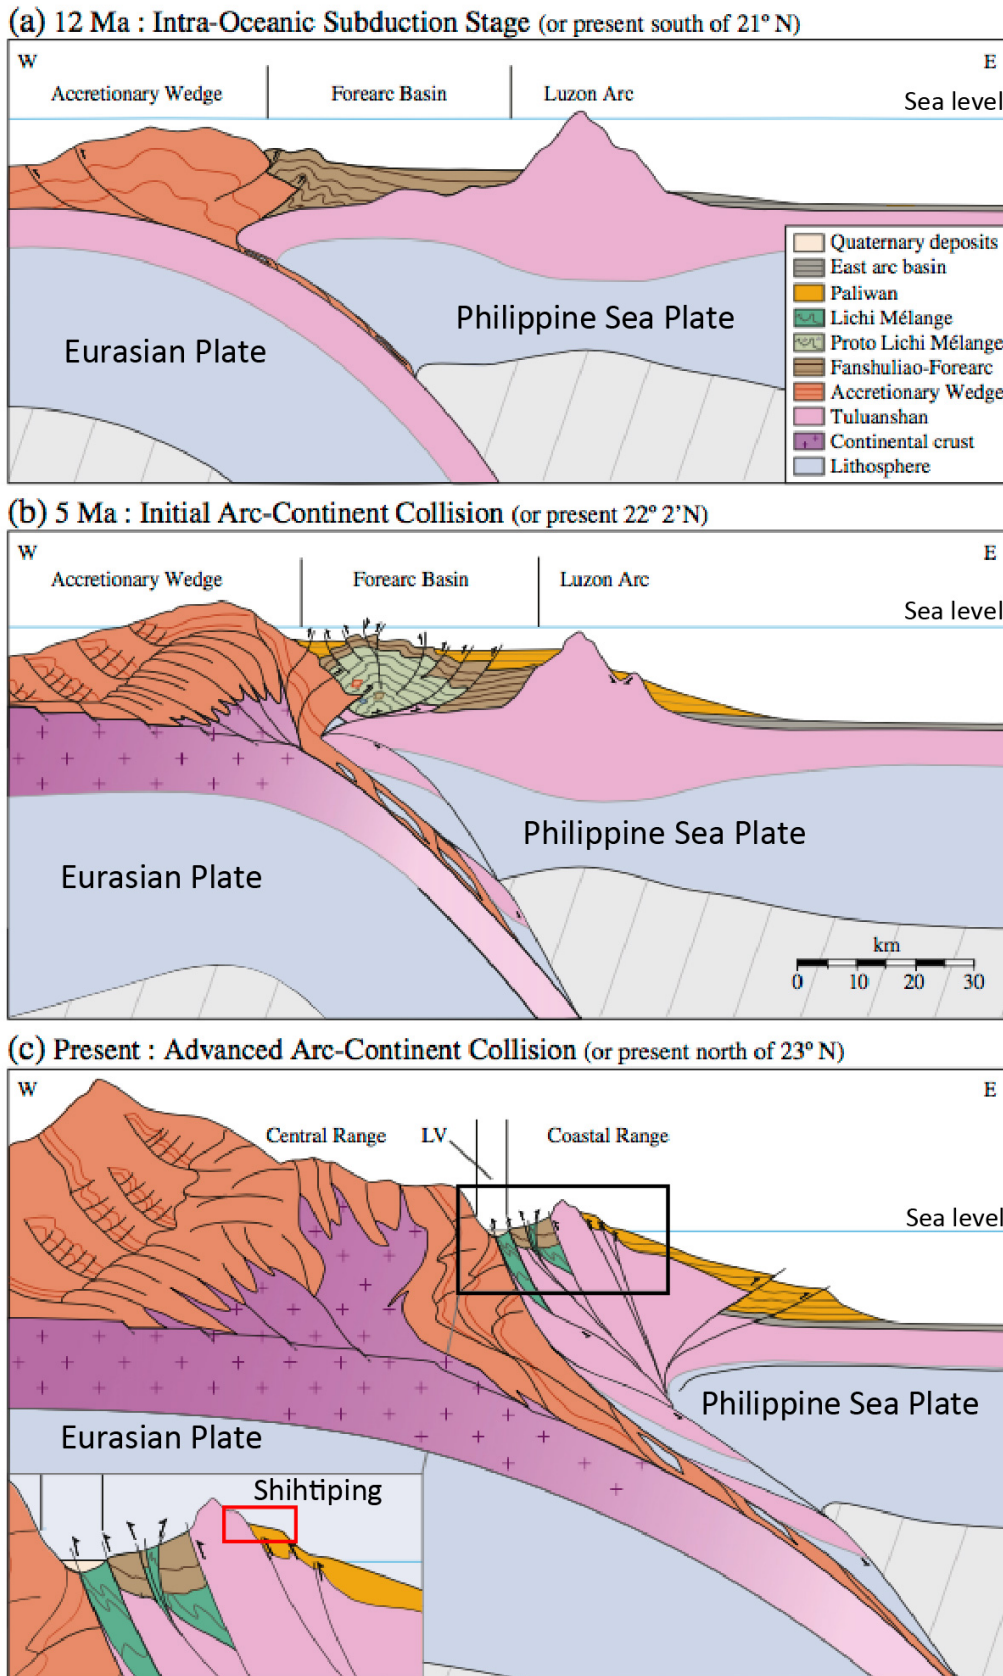 (a) 12 Ma : Intra-Oceanic Subduction Stage (or present south of 21º N)
W
E
Accretionary Wedge
Forearc Basin
Luzon Arc
Sea level
Quaternary deposits
East arc basin
Paliwan
Lichi Mélange
Proto Lichi Mélange
Fanshuliao-Forearc
Accretionary Wedge
Tuluanshan
Continental crust
Lithosphere
Philippine Sea Plate
Eurasian Plate
(b) 5 Ma : Initial Arc-Continent Collision (or present 22º 2’N)
W
E
Accretionary Wedge
Forearc Basin
Luzon Arc
Sea level
Philippine Sea Plate
Eurasian Plate
km
0 10 20 30
(c) Present : Advanced Arc-Continent Collision (or present north of 23º N)
W
E
Central Range
LV
Coastal Range
Sea level
Philippine Sea Plate
Eurasian Plate
Shihtiping